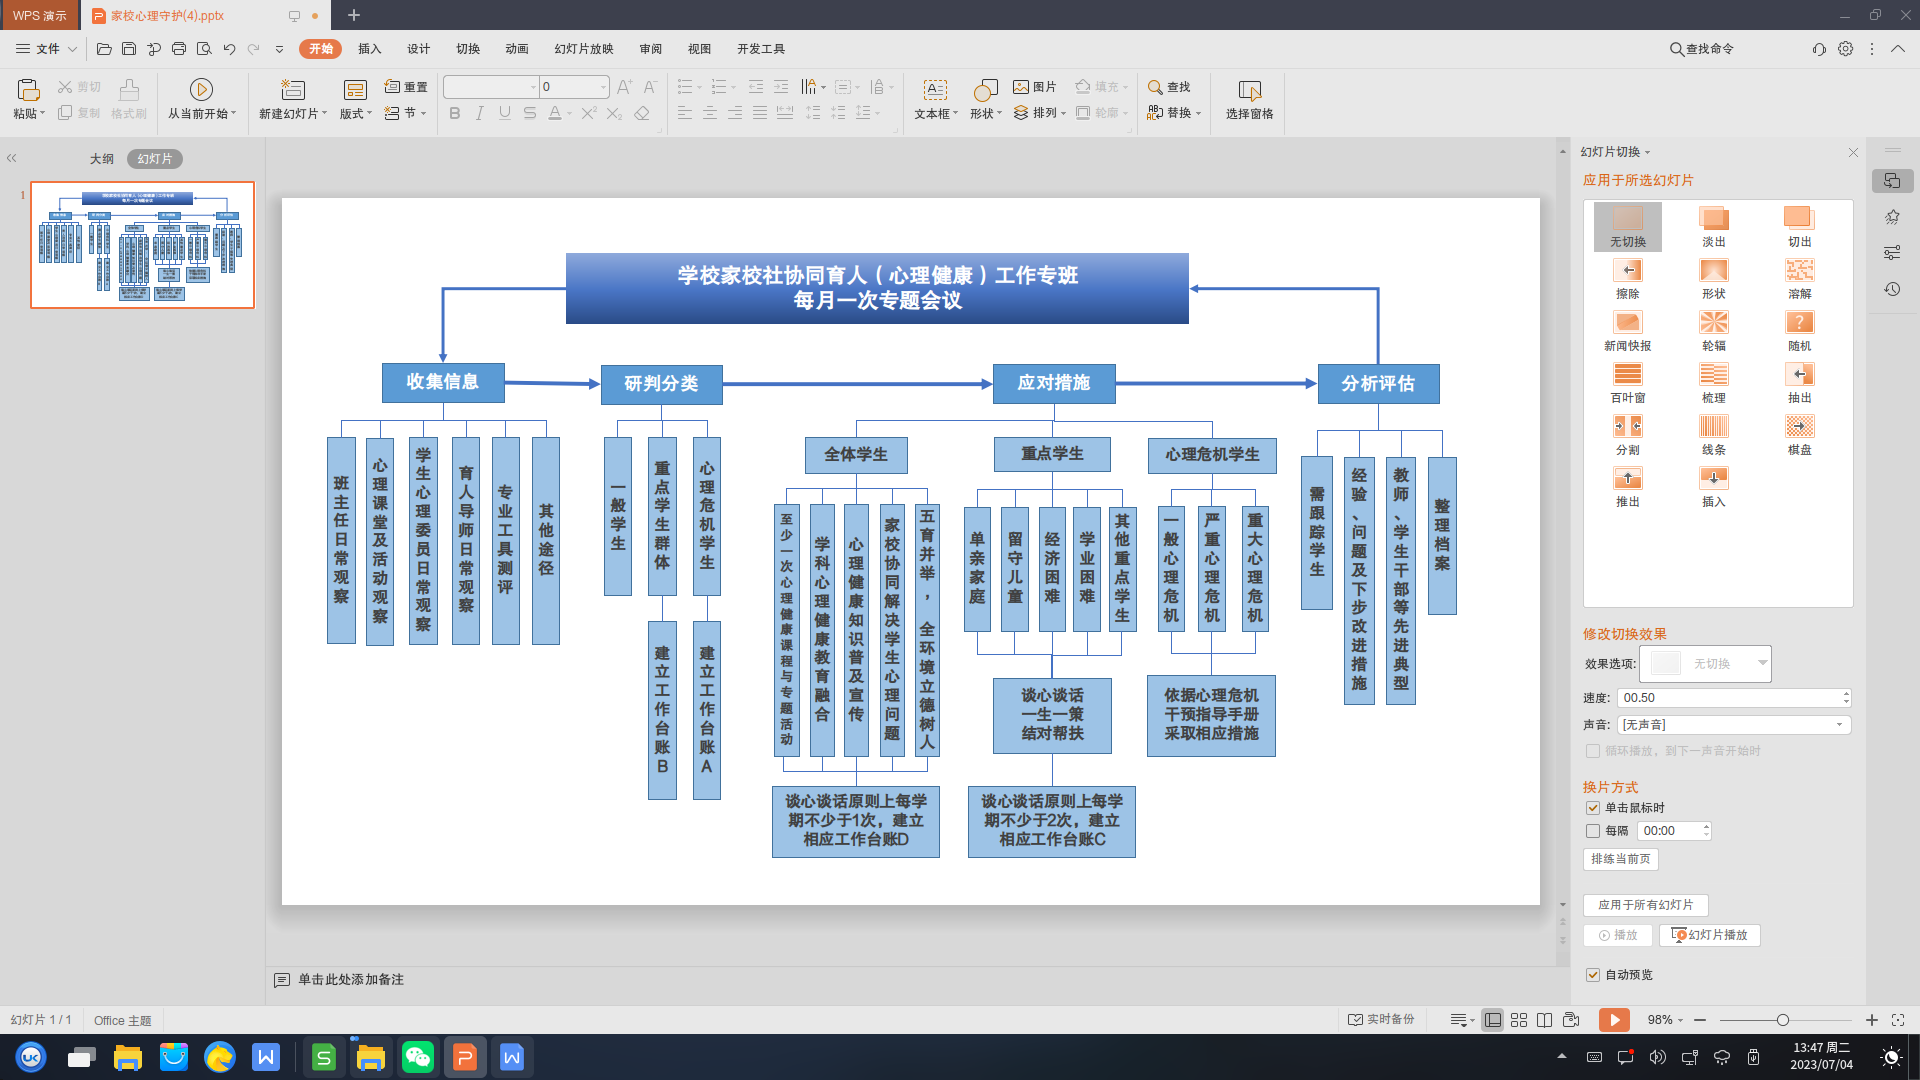 WPS 演示
家校心理守护(4).pptx
文件
开始
插入
设计
切换
动画
幻灯片放映
审阅
视图
开发工具
查找命令
粘贴
剪切
复制
格式刷
从当前开始
新建幻灯片
版式
重置
节
0
文本框
形状
图片
排列
填充
轮廓
查找
替换
选择窗格
大纲
幻灯片
1
学校家校社协同育人（心理健康）工作专班
每月一次专题会议
收集信息
研判分类
应对措施
分析评估
班主任日常观察
心理课堂及活动观察
学生心理委员日常观察
育人导师日常观察
专业工具测评
其他途径
一般学生
重点学生群体
心理危机学生
建立工作台账B
建立工作台账A
全体学生
重点学生
心理危机学生
至少一次心理健康课程与专题活动
学科心理健康教育融合
心理健康知识普及宣传
家校协同解决学生心理问题
五育并举，全环境立德树人
单亲家庭
留守儿童
经济困难
学业困难
其他重点学生
一般心理危机
严重心理危机
重大心理危机
需跟踪学生
经验、问题及下步改进措施
教师、学生干部等先进典型
整理档案
谈心谈话
一生一策
结对帮扶
依据心理危机
干预指导手册
采取相应措施
谈心谈话原则上每学
期不少于1次，建立
相应工作台账D
谈心谈话原则上每学
期不少于2次，建立
相应工作台账C
幻灯片切换
应用于所选幻灯片
无切换
淡出
切出
擦除
形状
溶解
新闻快报
轮辐
随机
百叶窗
梳理
抽出
分割
线条
棋盘
推出
插入
修改切换效果
效果选项:
无切换
速度:
00.50
声音:
[无声音]
循环播放，到下一声音开始时
换片方式
单击鼠标时
每隔
00:00
排练当前页
应用于所有幻灯片
播放
幻灯片播放
自动预览
单击此处添加备注
幻灯片 1 / 1
Office 主题
实时备份
98%
13:47 周二
2023/07/04